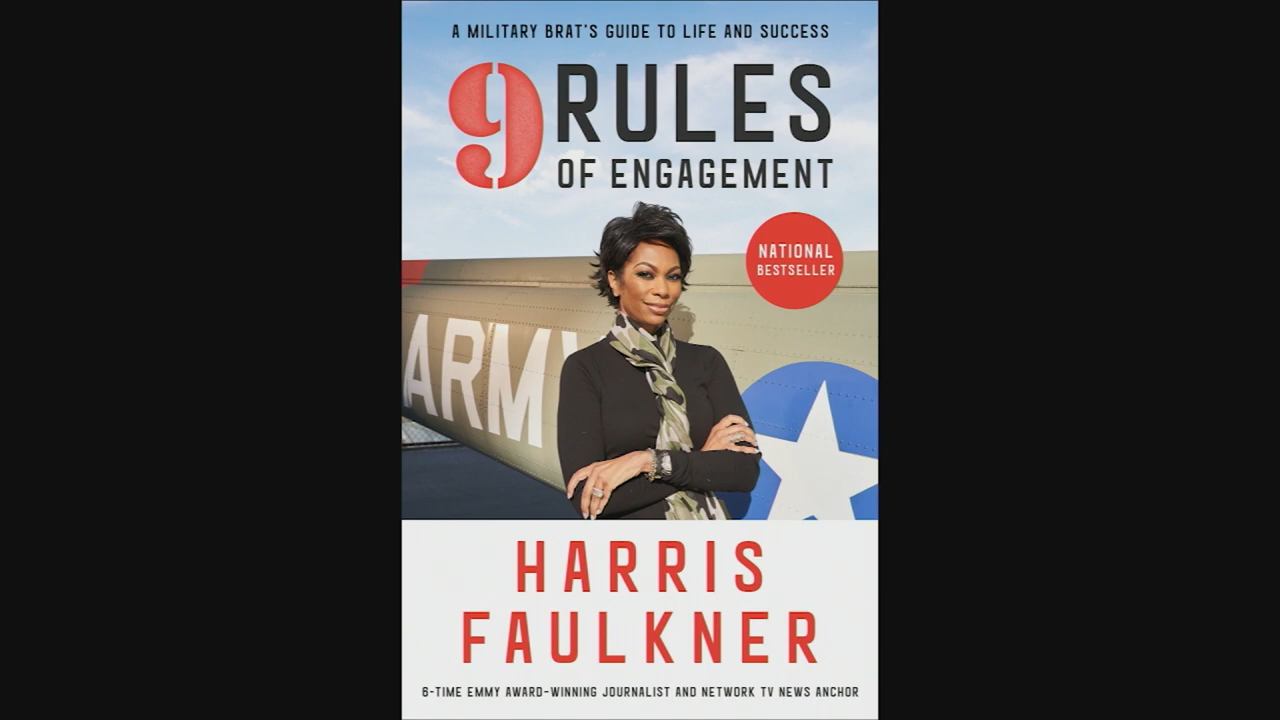 A MILITARY BRAT'S GUIDE TO LIFE AND SUCCESS
9 RULES
OF ENGAGEMENT
NATIONAL
BESTSELLER
ARMY
HARRIS
FAULKNER
6-TIME EMMY AWARD-WINNING JOURNALIST AND NETWORK TV NEWS ANCHOR